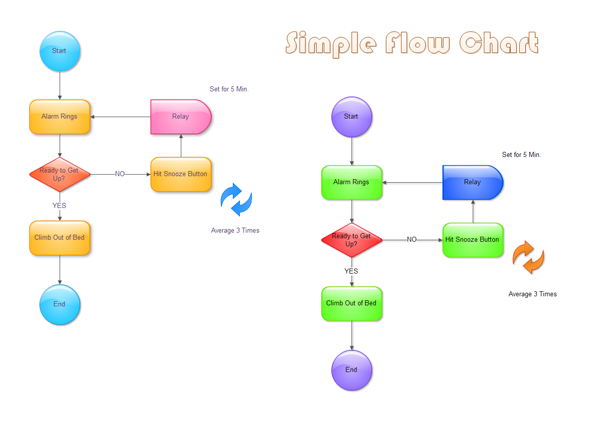 Simple Flow Chart
Start
Set for 5 Min.
Alarm Rings
Relay
Ready to Get
Up?
NO
Hit Snooze Button
YES
Average 3 Times
Climb Out of Bed
End
Start
Set for 5 Min.
Alarm Rings
Relay
Ready to Get
Up?
NO
Hit Snooze Button
YES
Average 3 Times
Climb Out of Bed
End